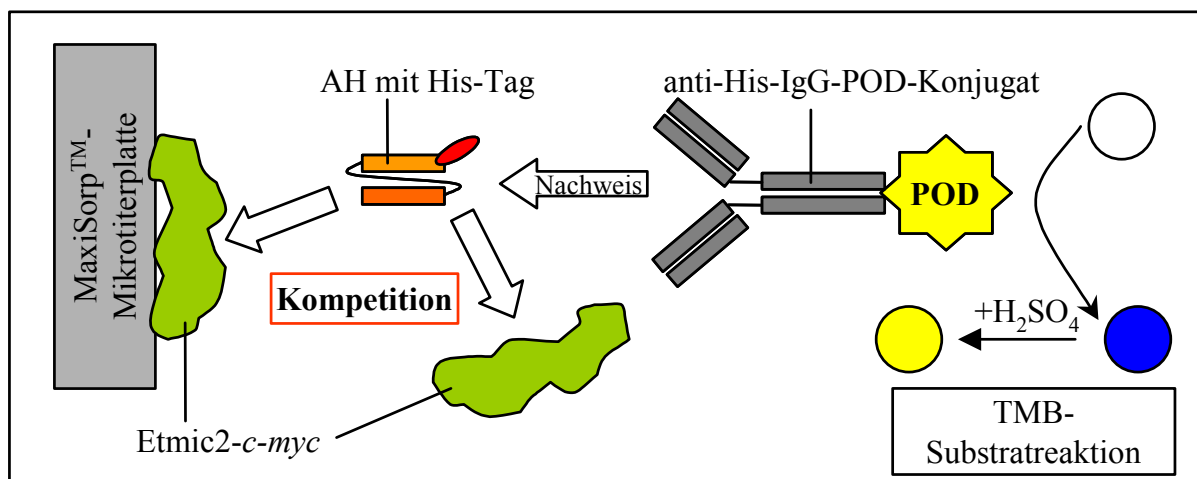 MaxiSorp™-
Mikrotiterplatte
AH mit His-Tag
anti-His-IgG-POD-Konjugat
Nachweis
POD
Kompetition
+H₂SO₄
Etmic2-c-myc
TMB-
Substratreaktion